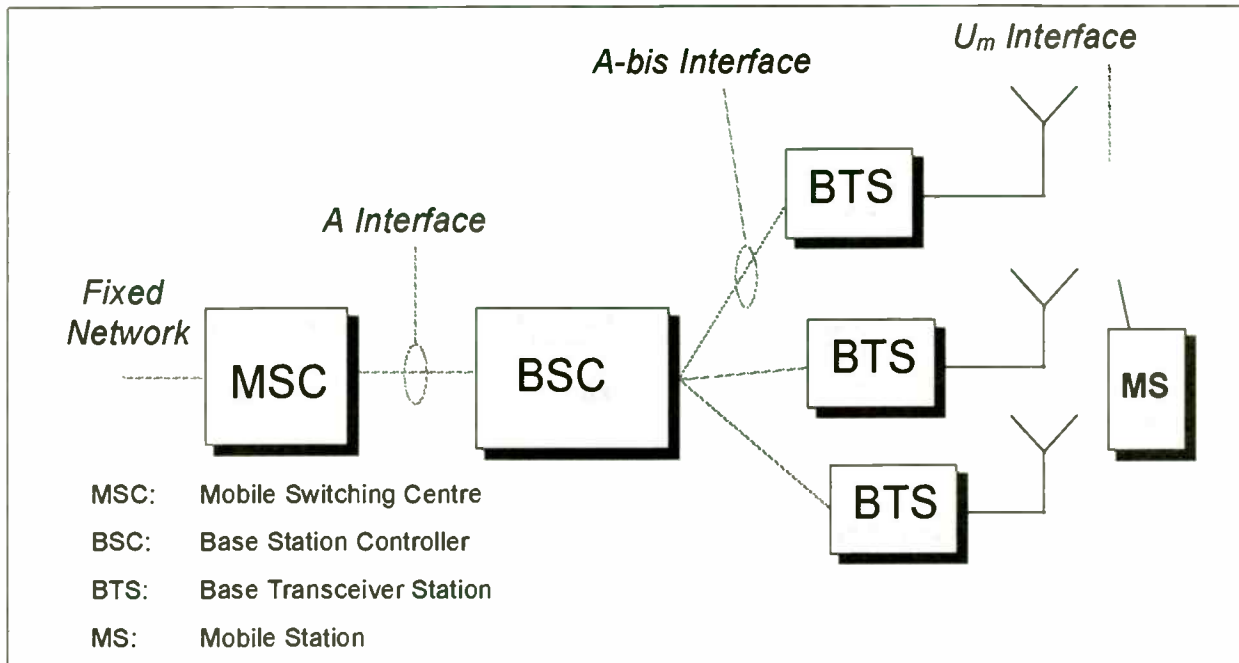 U_m Interface
A-bis Interface
BTS
A Interface
Fixed
Network
MSC
BSC
BTS
MS
BTS
MSC: Mobile Switching Centre
BSC: Base Station Controller
BTS: Base Transceiver Station
MS: Mobile Station